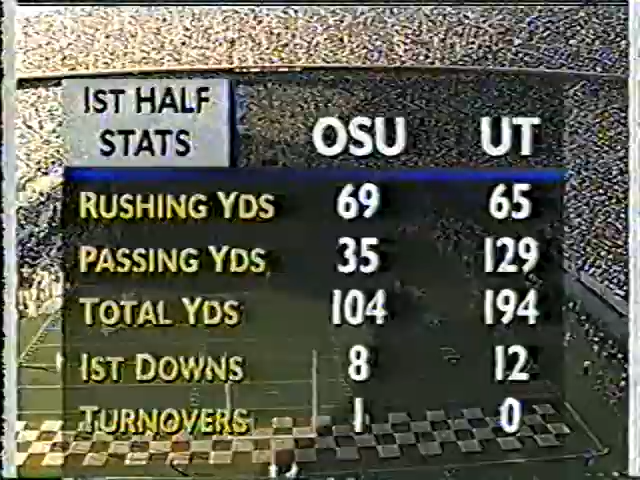 1ST HALF
STATS
OSU UT
RUSHING YDS 69 65
PASSING YDS 35 129
TOTAL YDS 104 194
1ST DOWNS 8 12
TURNOVERS 1 0